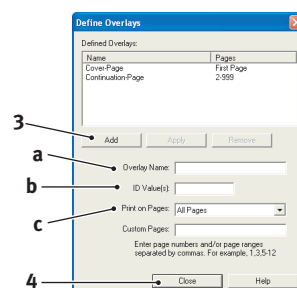 Define Overlays
Defined Overlays:
Name Pages
Cover-Page First Page
Continuation-Page 2-999
3 Add Apply Remove
a Overlay Name:
b ID Value(s):
c Print on Pages: All Pages
Custom Pages:
Enter page numbers and/or page ranges
separated by commas. For example, 1,3,5-12
4 Close Help